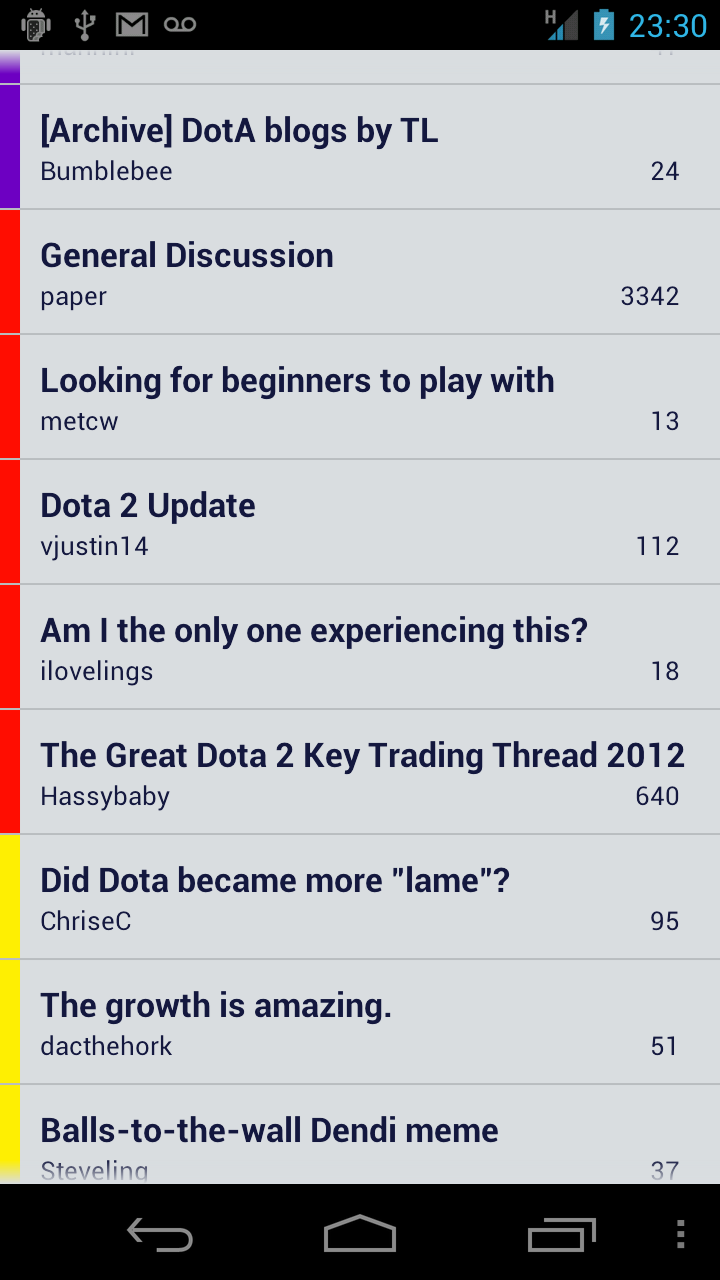 H 23:30
[Archive] DotA blogs by TL
Bumblebee 24
General Discussion
paper 3342
Looking for beginners to play with
metcw 13
Dota 2 Update
vjustin14 112
Am I the only one experiencing this?
ilovelings 18
The Great Dota 2 Key Trading Thread 2012
Hassybaby 640
Did Dota became more "lame"?
ChriseC 95
The growth is amazing.
dacthehork 51
Balls-to-the-wall Dendi meme
Steveling 37